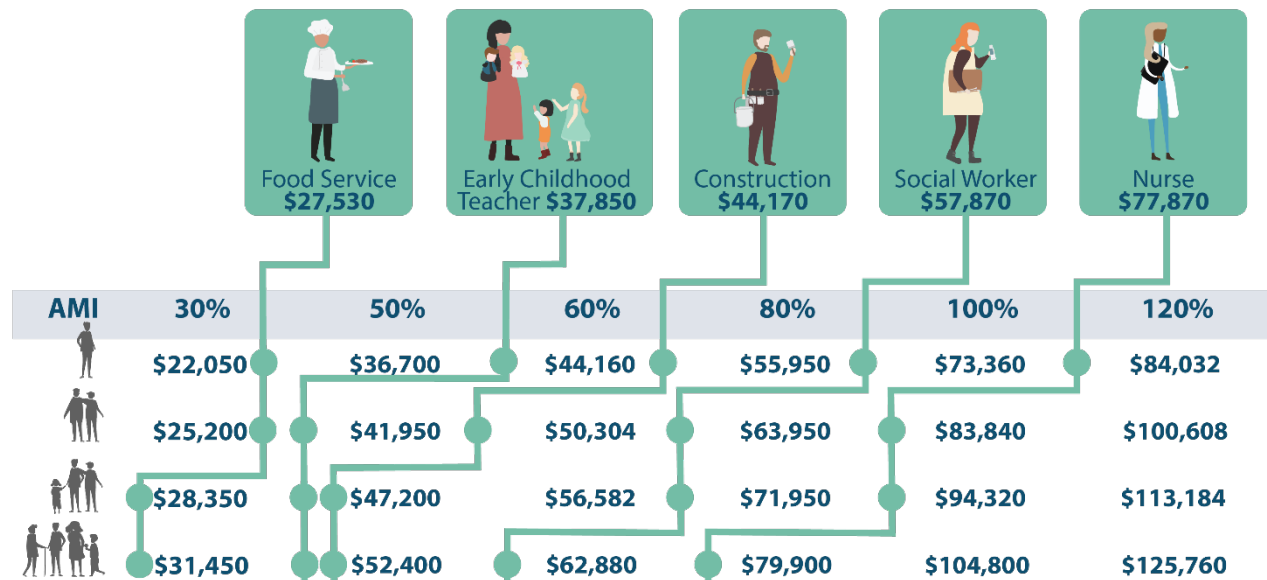 Food Service
$27,530
Early Childhood
Teacher $37,850
Construction
$44,170
Social Worker
$57,870
Nurse
$77,870
AMI 30% 50% 60% 80% 100% 120%
$22,050 $36,700 $44,160 $55,950 $73,360 $84,032
$25,200 $41,950 $50,304 $63,950 $83,840 $100,608
$28,350 $47,200 $56,582 $71,950 $94,320 $113,184
$31,450 $52,400 $62,880 $79,900 $104,800 $125,760